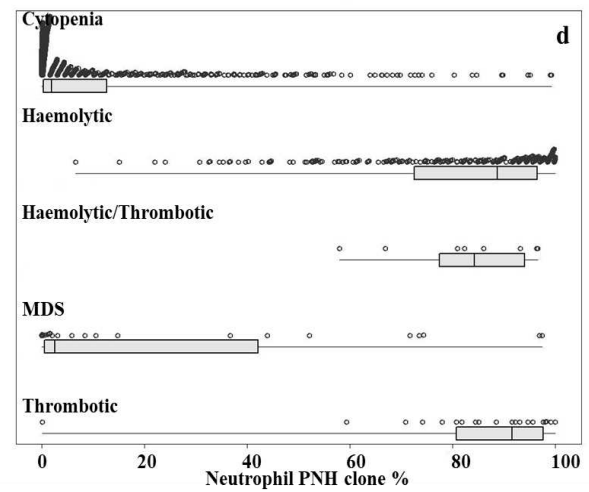 Cytopenia
d
Haemolytic
Haemolytic/Thrombotic
MDS
Thrombotic
0 20 40 60 80 100
Neutrophil PNH clone %